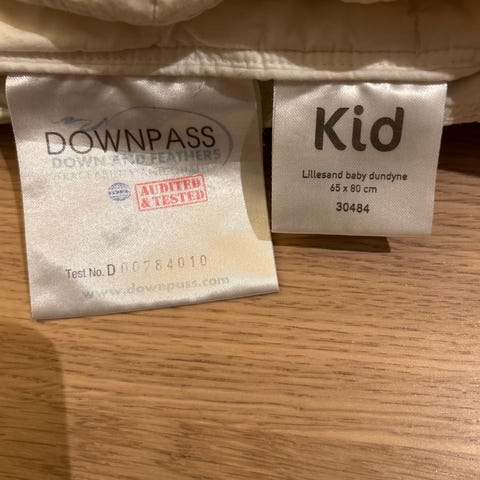 DOWNPASS
DOWN AND FEATHERS
AUDITED
& TESTED
Test No. D 00784010
www.downpass.com
Kid
Lillesand baby dundyne
65 x 80 cm
30484